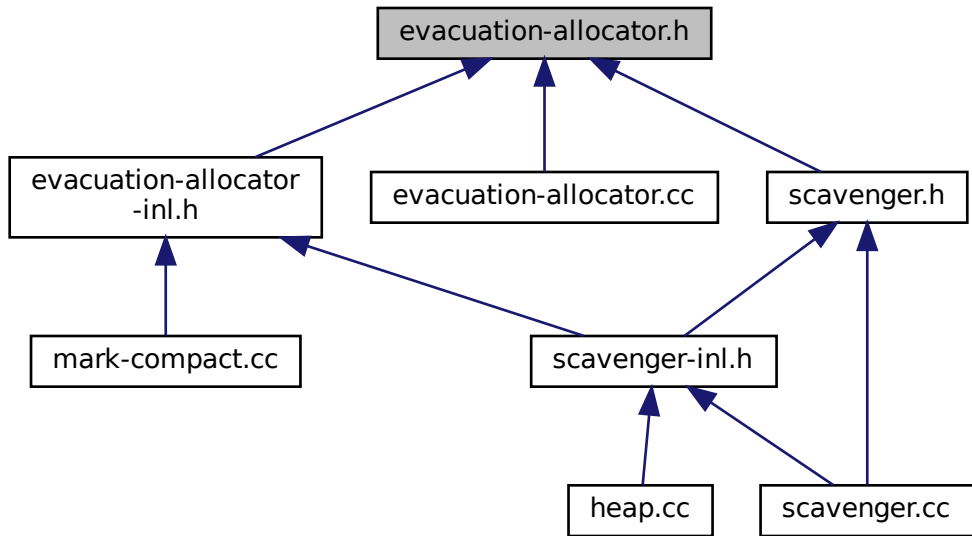 evacuation-allocator.h
evacuation-allocator
-inl.h
evacuation-allocator.cc
scavenger.h
mark-compact.cc
scavenger-inl.h
heap.cc
scavenger.cc